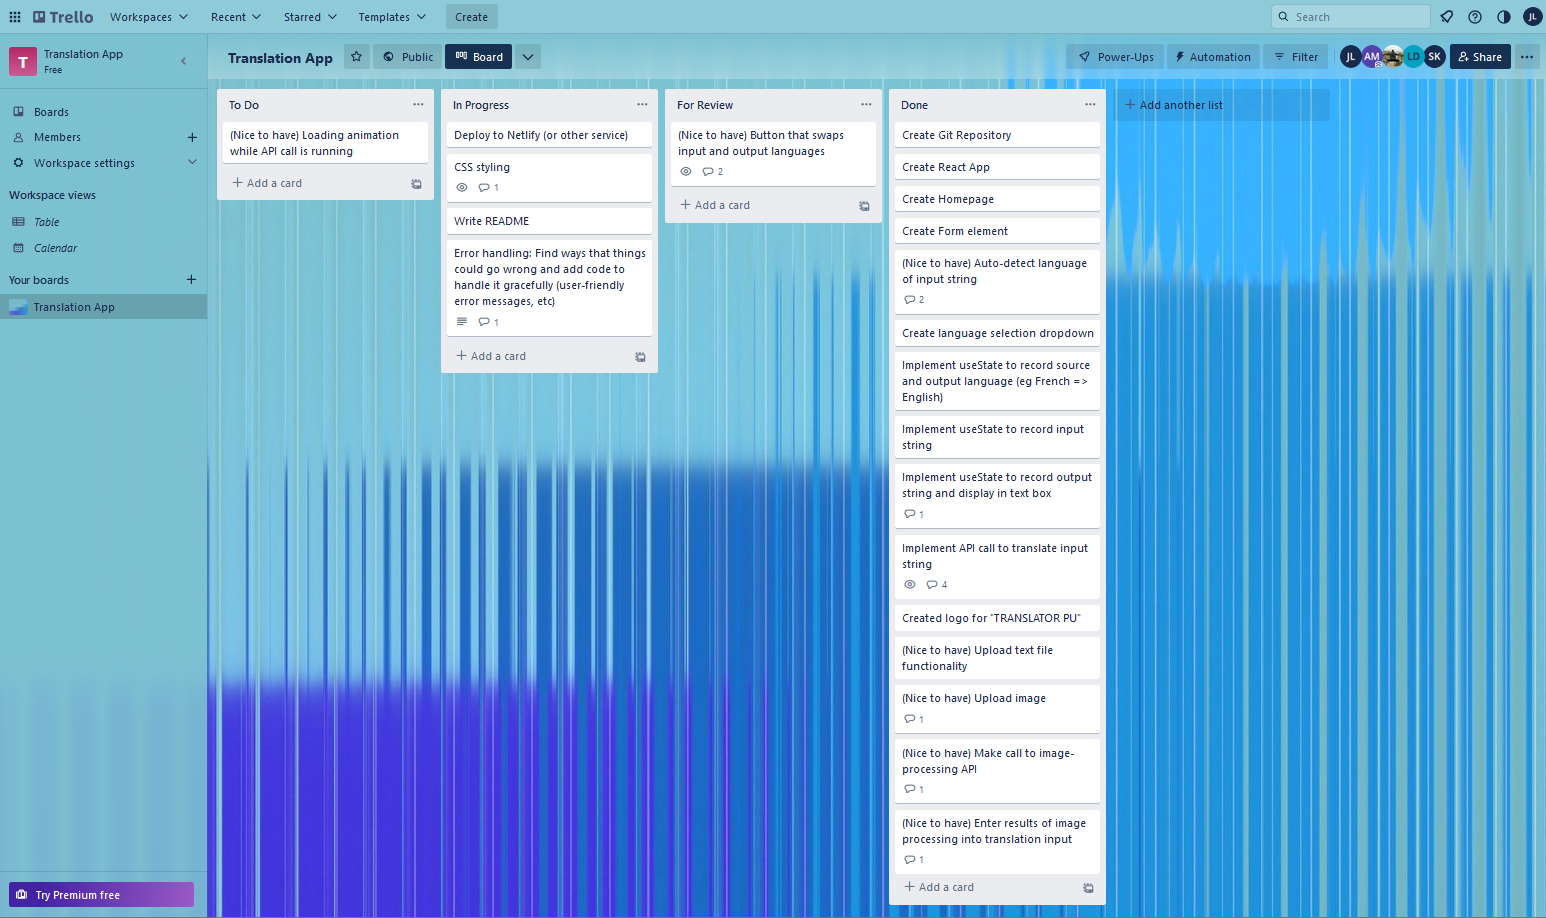 Trello
Workspaces
Recent
Starred
Templates
Create
Search
JL
T
Translation App
Free
Boards
Members
Workspace settings
Workspace views
Table
Calendar
Your boards
Translation App
Try Premium free
Translation App
Public
Board
Power-Ups
Automation
Filter
JL
AM
LD
SK
Share
To Do
(Nice to have) Loading animation
while API call is running
Add a card
In Progress
Deploy to Netlify (or other service)
CSS styling
1
Write README
Error handling: Find ways that things
could go wrong and add code to
handle it gracefully (user-friendly
error messages, etc)
1
Add a card
For Review
(Nice to have) Button that swaps
input and output languages
2
Add a card
Done
Create Git Repository
Create React App
Create Homepage
Create Form element
(Nice to have) Auto-detect language
of input string
2
Create language selection dropdown
Implement useState to record source
and output language (eg French =>
English)
Implement useState to record input
string
Implement useState to record output
string and display in text box
1
Implement API call to translate input
string
4
Created logo for "TRANSLATOR PU"
(Nice to have) Upload text file
functionality
(Nice to have) Upload image
1
(Nice to have) Make call to image-
processing API
1
(Nice to have) Enter results of image
processing into translation input
1
Add a card
Add another list